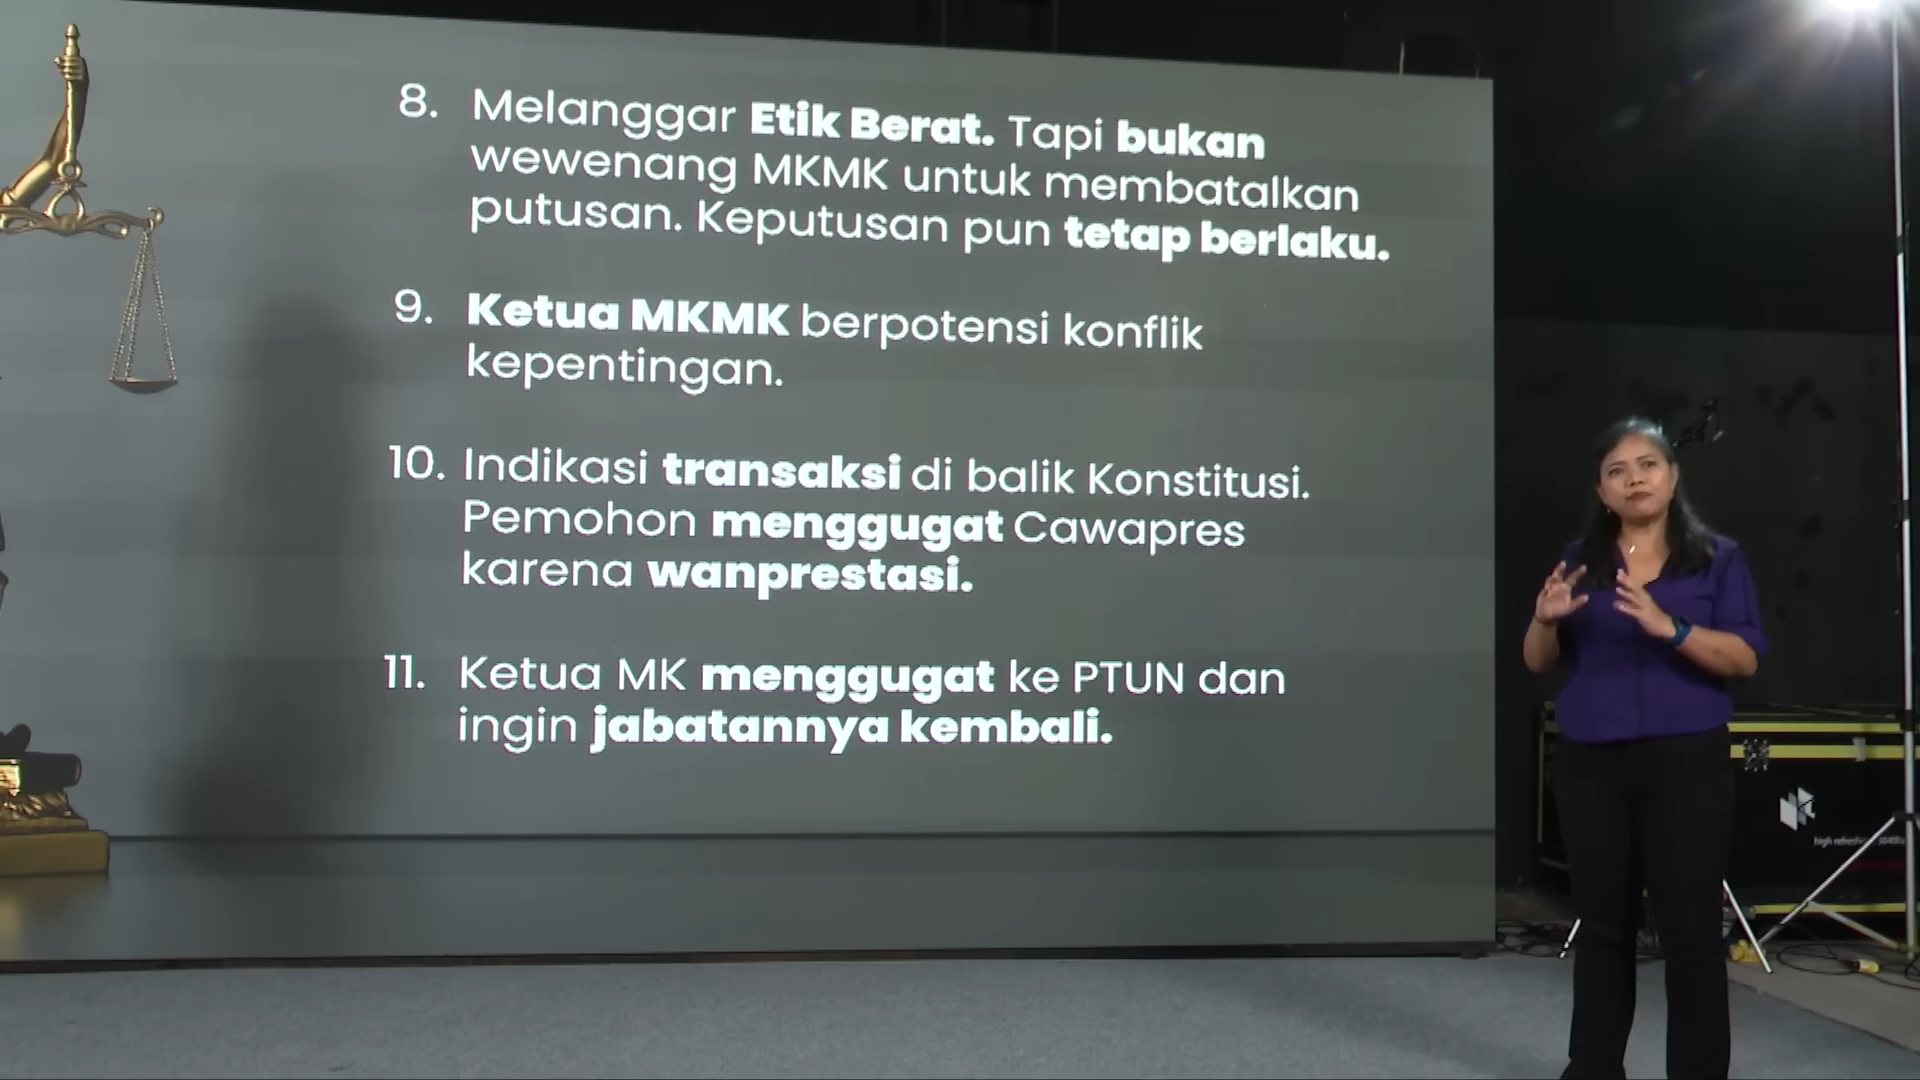 8. Melanggar Etik Berat. Tapi bukan
wewenang MKMK untuk membatalkan
putusan. Keputusan pun tetap berlaku.
9. Ketua MKMK berpotensi konflik
kepentingan.
10. Indikasi transaksi di balik Konstitusi.
Pemohon menggugat Cawapres
karena wanprestasi.
11. Ketua MK menggugat ke PTUN dan
ingin jabatannya kembali.
high